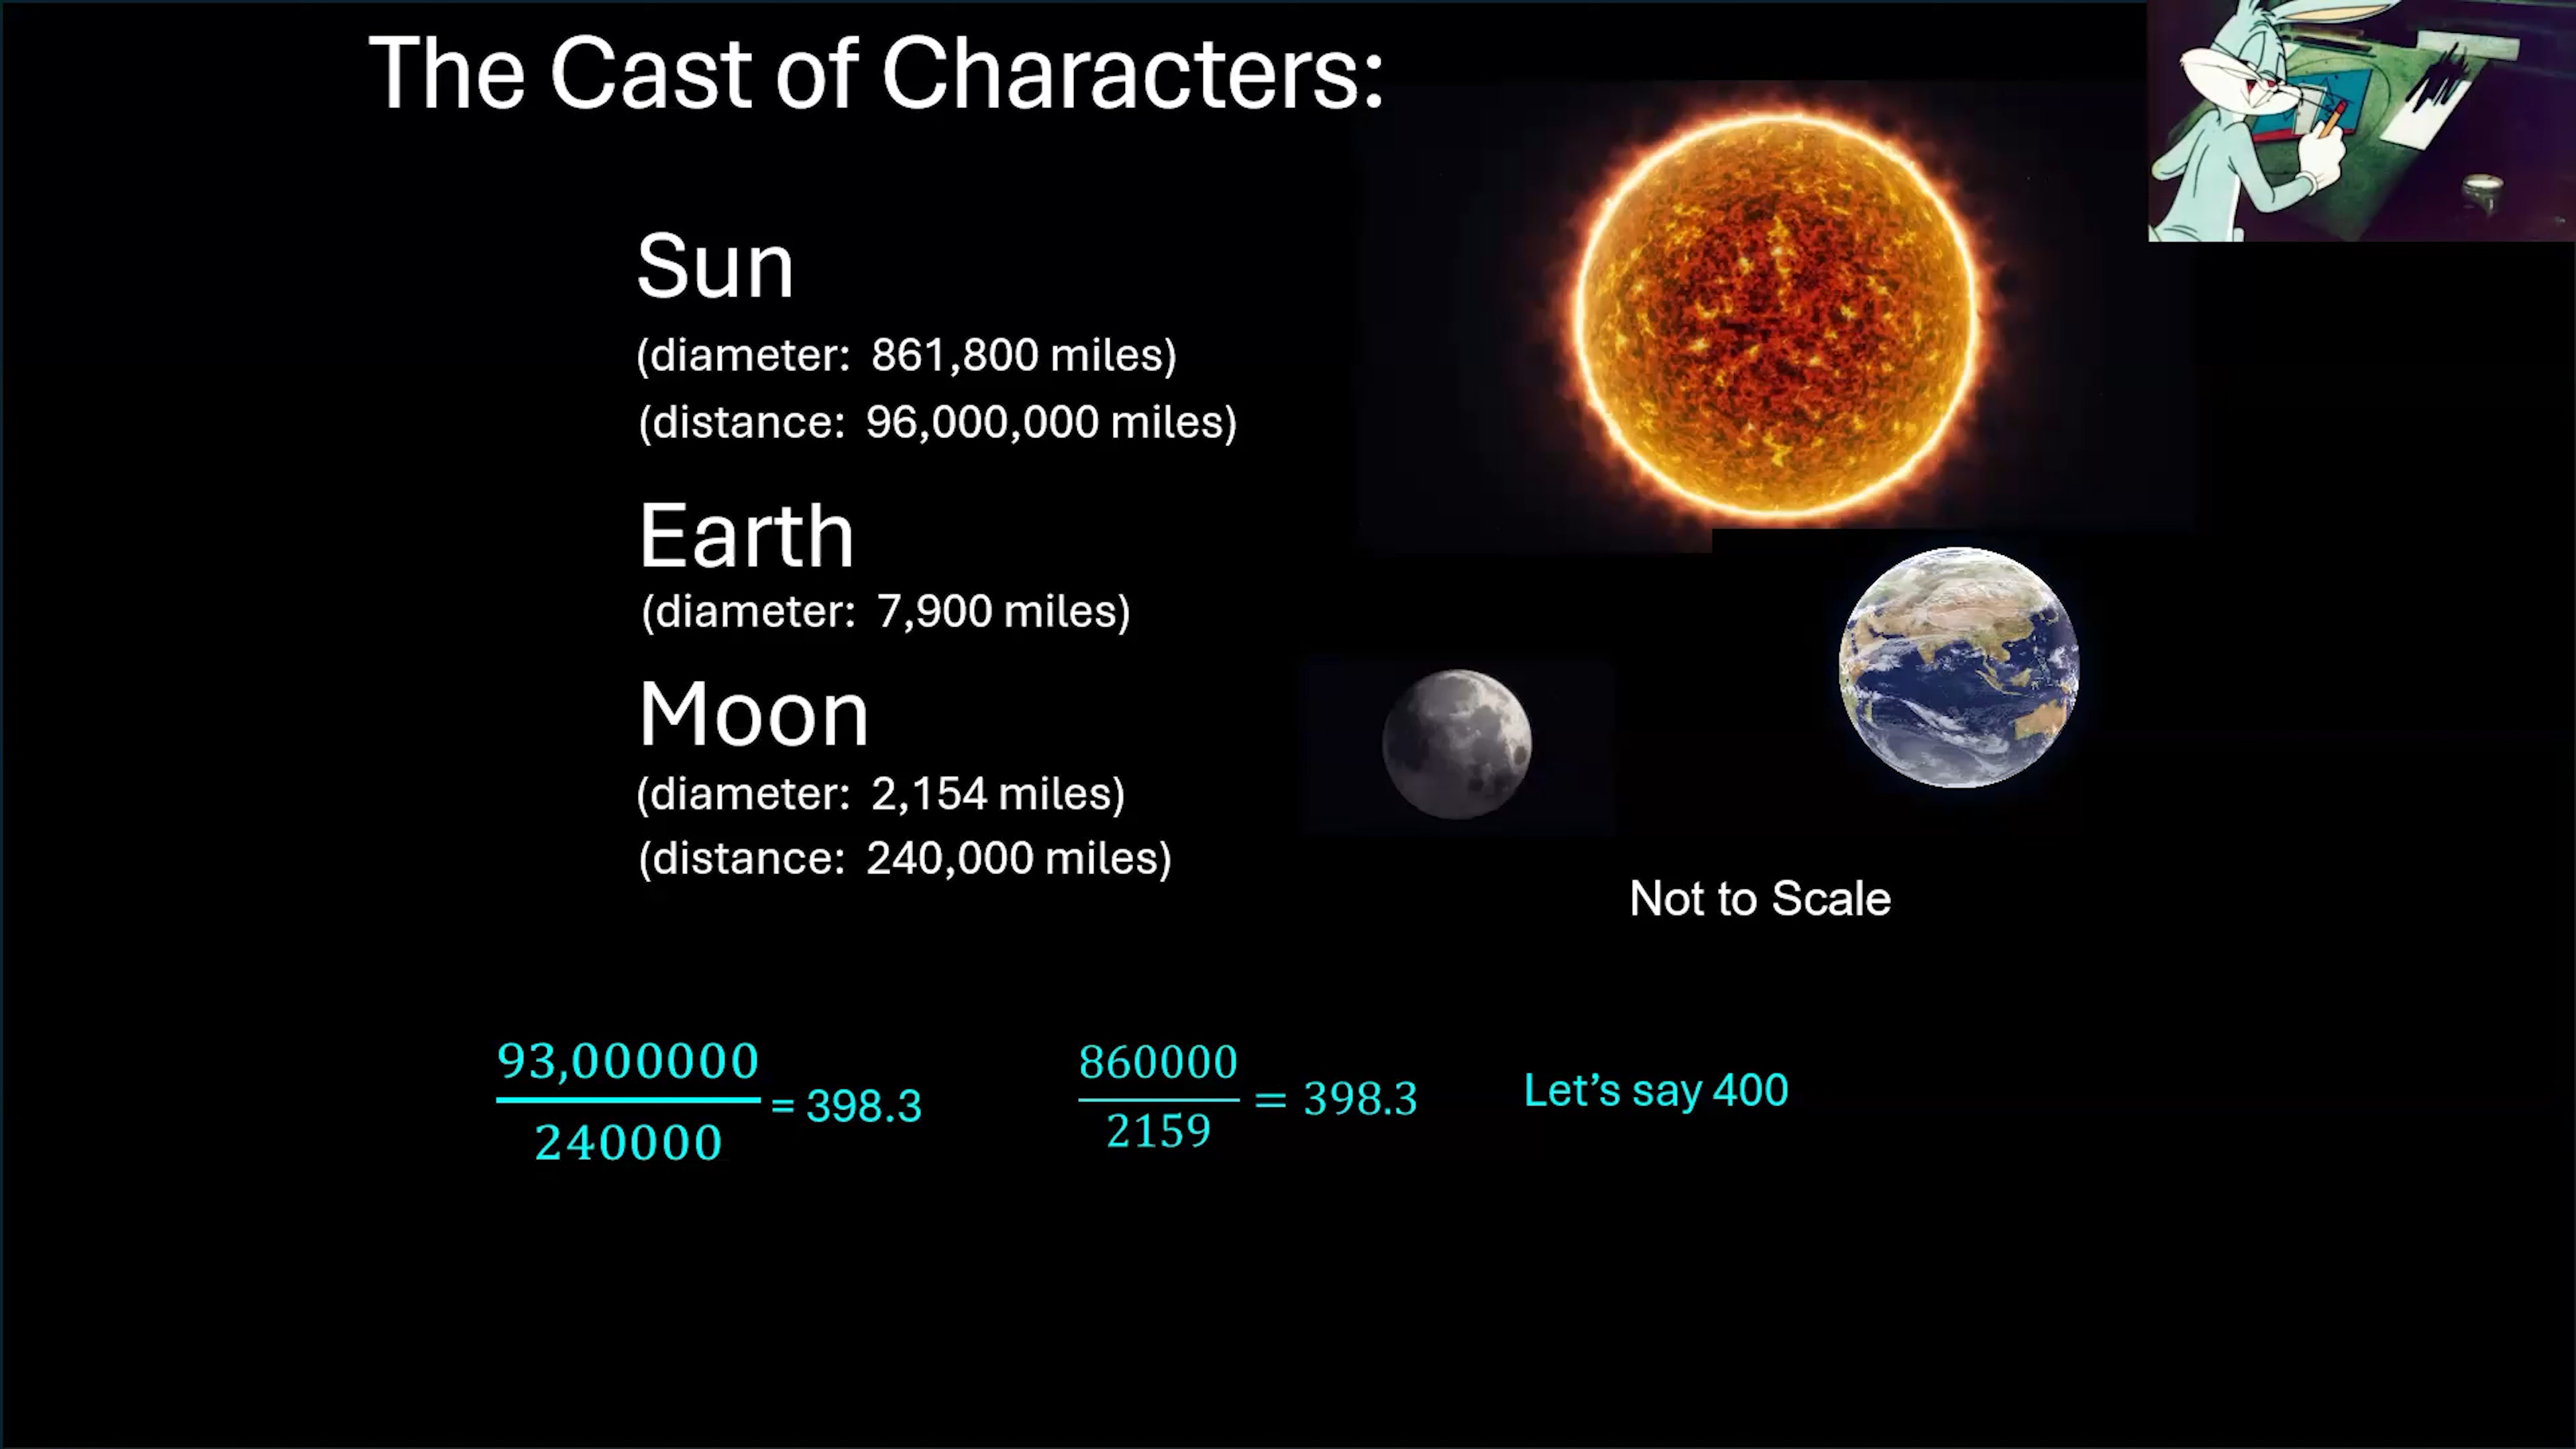 The Cast of Characters:
Sun
(diameter: 861,800 miles)
(distance: 96,000,000 miles)
Earth
(diameter: 7,900 miles)
Moon
(diameter: 2,154 miles)
(distance: 240,000 miles)
Not to Scale
93,000000
240000
= 398.3
860000
2159
= 398.3
Let’s say 400